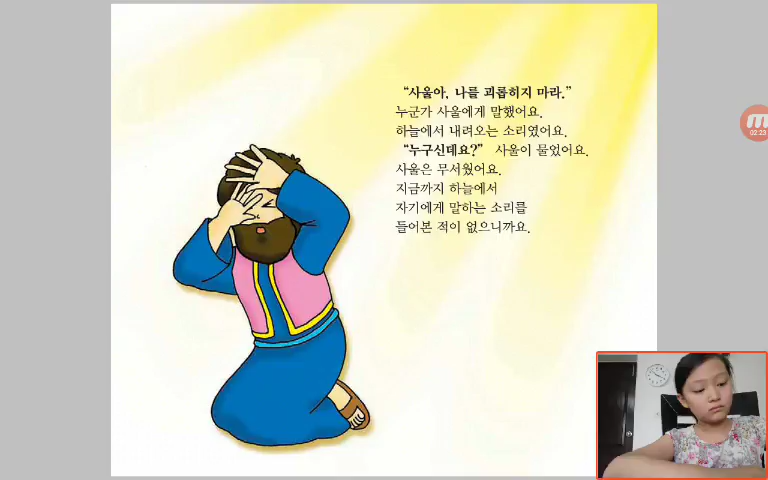 “사울아, 나를 괴롭히지 마라.”
누군가 사울에게 말했어요.
하늘에서 내려오는 소리였어요.
“누구신데요?” 사울이 물었어요.
사울은 무서웠어요.
지금까지 하늘에서
자기에게 말하는 소리를
들어본 적이 없으니까요.
02:23